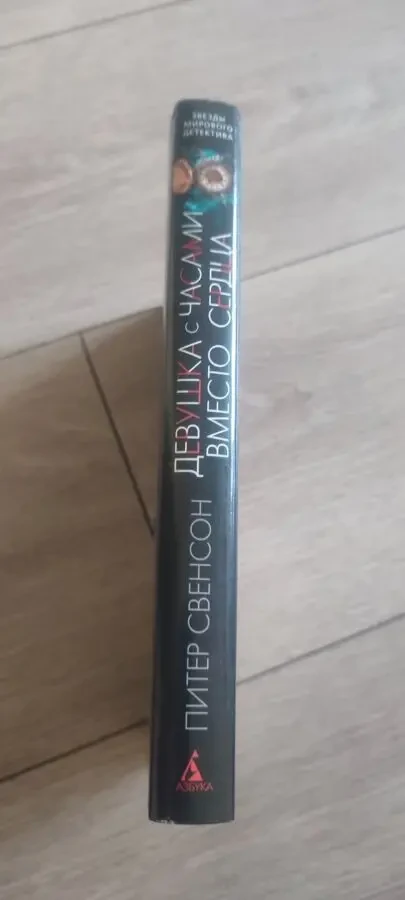 ЗВЕЗДЫ
МИРОВОГО
ДЕТЕКТИВА
ДЕВУШКА С ЧАСАМИ
ВМЕСТО СЕРДЦА
ПИТЕР СВЕНСОН
АЗБУКА